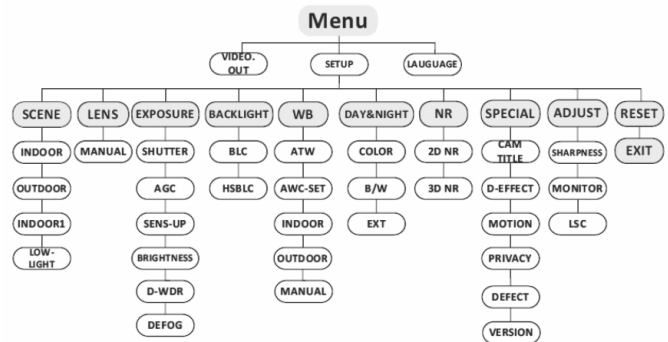 Menu
VIDEO.
OUT
SETUP
LAUGUAGE
SCENE
LENS
EXPOSURE
BACKLIGHT
WB
DAY&NIGHT
NR
SPECIAL
ADJUST
RESET
INDOOR
MANUAL
SHUTTER
BLC
ATW
COLOR
2D NR
CAM
TITLE
SHARPNESS
EXIT
OUTDOOR
AGC
HSBLC
AWC-SET
B/W
3D NR
D-EFFECT
MONITOR
INDOOR1
SENS-UP
INDOOR
EXT
MOTION
LSC
LOW-
LIGHT
BRIGHTNESS
OUTDOOR
PRIVACY
D-WDR
MANUAL
DEFECT
DEFOG
VERSION